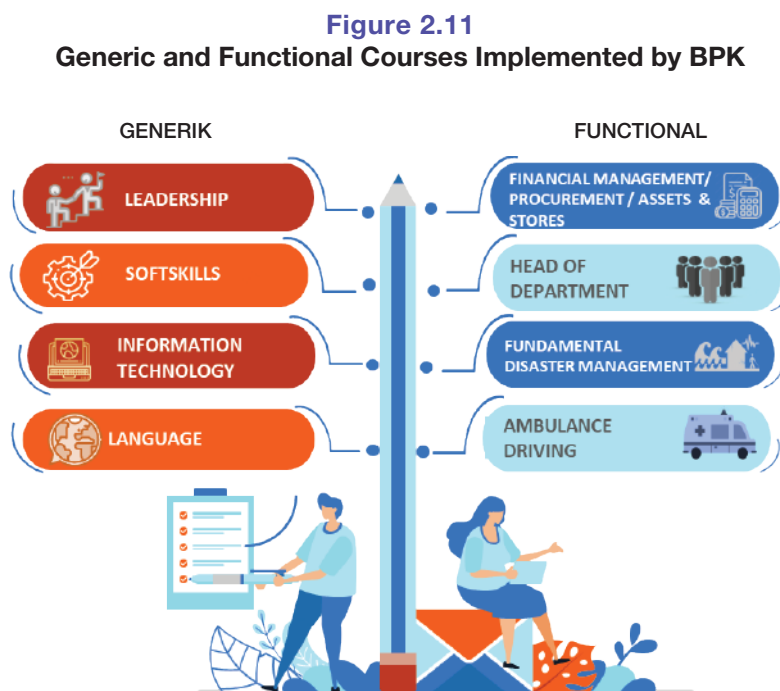 Figure 2.11
Generic and Functional Courses Implemented by BPK
GENERIK
LEADERSHIP
SOFTSKILLS
INFORMATION
TECHNOLOGY
LANGUAGE
FUNCTIONAL
FINANCIAL MANAGEMENT/
PROCUREMENT / ASSETS &
STORES
HEAD OF
DEPARTMENT
FUNDAMENTAL
DISASTER MANAGEMENT
AMBULANCE
DRIVING